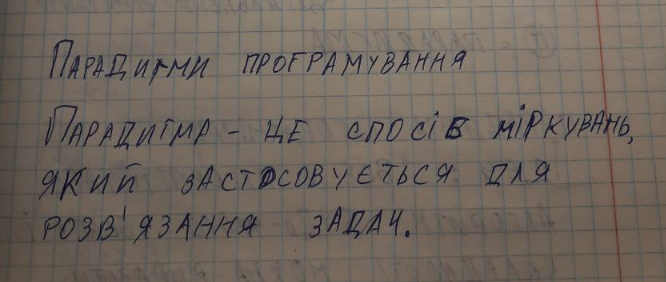 Парадигми програмування
Парадигма - це спосіб міркувань,
який застосовується для
розв'язання задач.